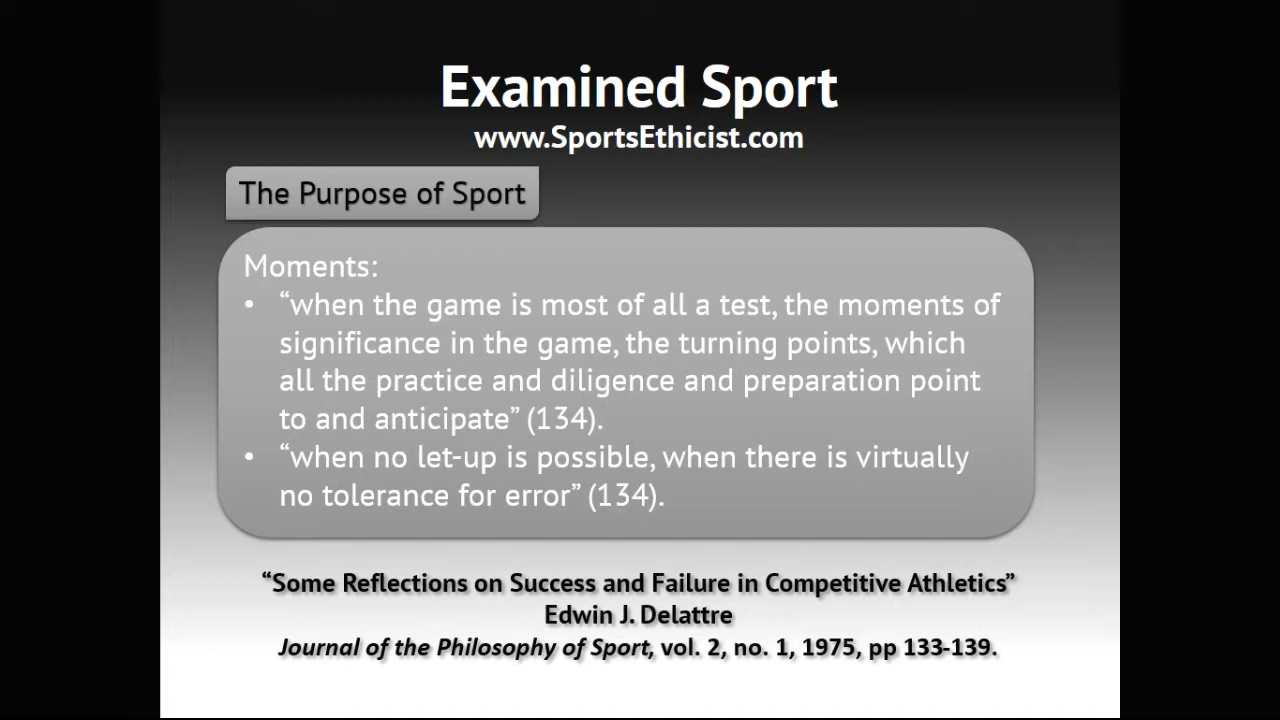 Examined Sport
www.SportsEthicist.com
The Purpose of Sport
Moments:
• “when the game is most of all a test, the moments of
significance in the game, the turning points, which
all the practice and diligence and preparation point
to and anticipate” (134).
• “when no let-up is possible, when there is virtually
no tolerance for error” (134).
“Some Reflections on Success and Failure in Competitive Athletics”
Edwin J. Delattre
Journal of the Philosophy of Sport, vol. 2, no. 1, 1975, pp 133-139.